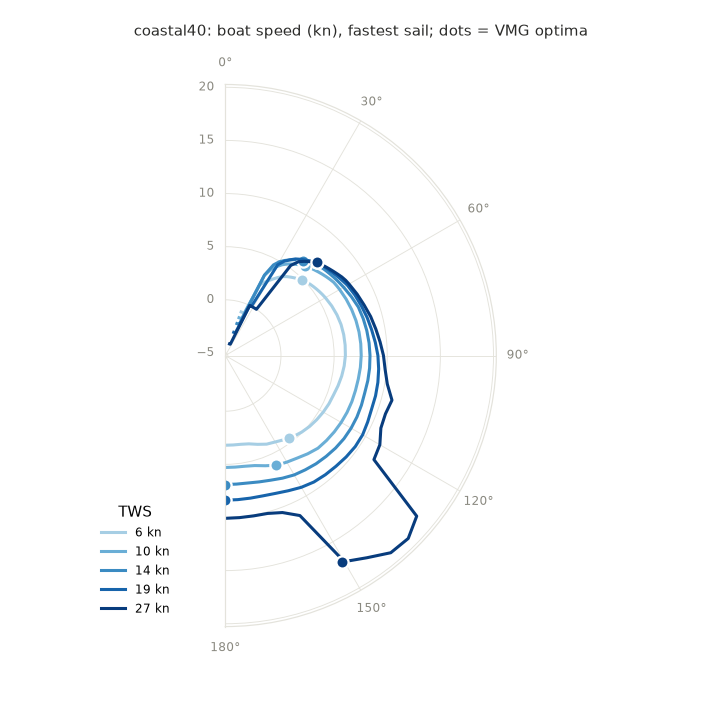 coastal40: boat speed (kn), fastest sail; dots = VMG optima
0°
20
30°
15
10
60°
5
0
−5
90°
120°
TWS
6 kn
10 kn
14 kn
19 kn
27 kn
150°
180°